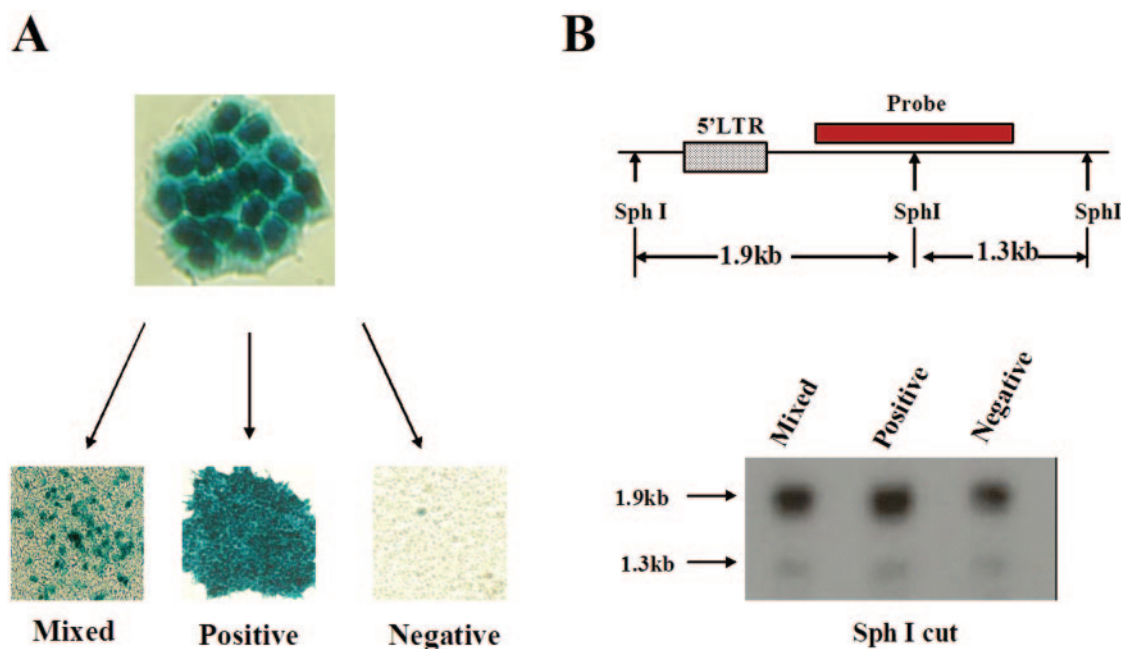 A
Mixed
Positive
Negative
B
Probe
5'LTR
Sph I
SphI
SphI
1.9kb
1.3kb
Mixed
Positive
Negative
1.9kb
1.3kb
Sph I cut